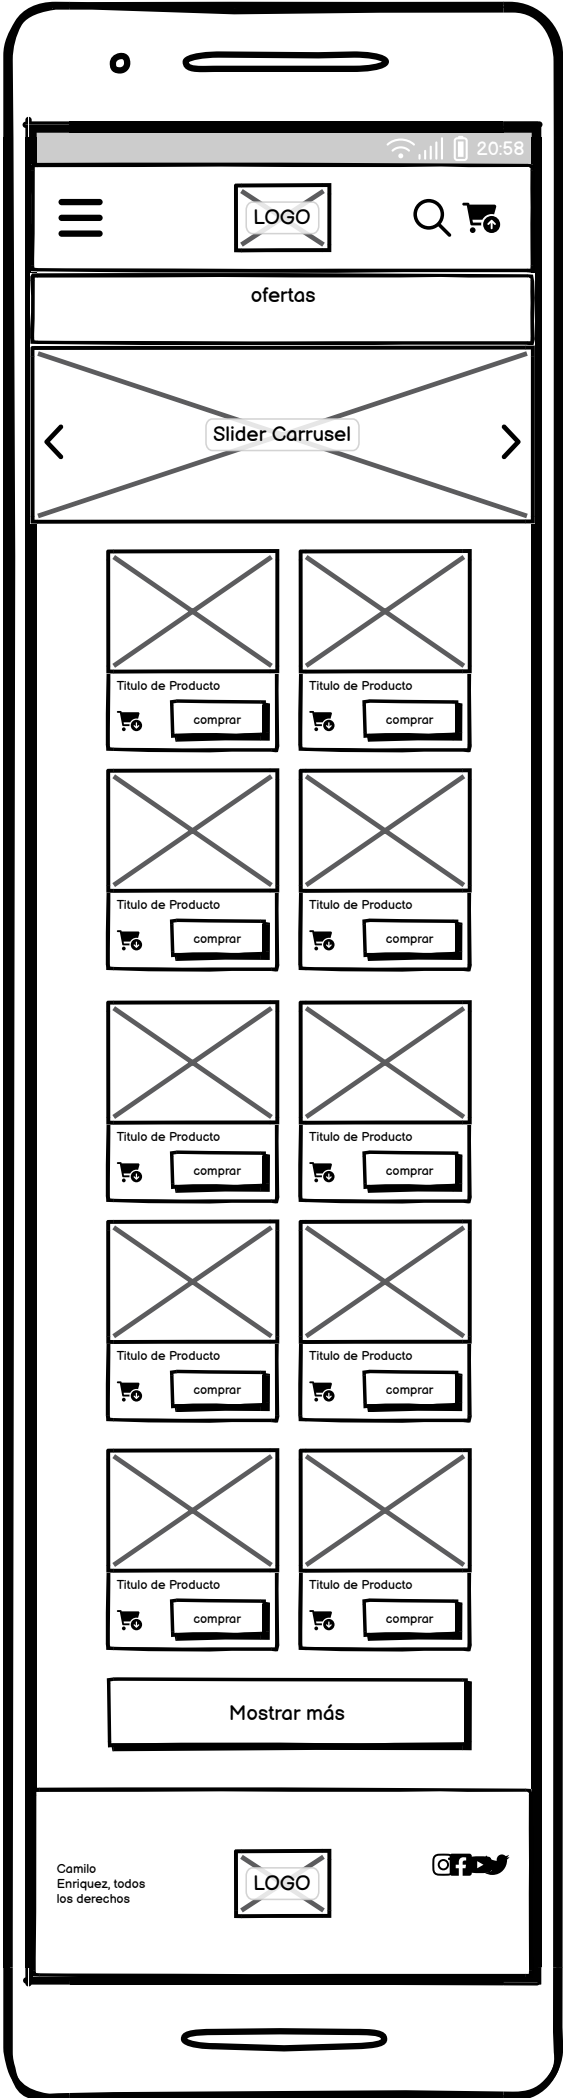 20:58
LOGO
ofertas
Slider Carrusel
Titulo de Producto
Titulo de Producto
comprar
comprar
Titulo de Producto
Titulo de Producto
comprar
comprar
Titulo de Producto
Titulo de Producto
comprar
comprar
Titulo de Producto
Titulo de Producto
comprar
comprar
Titulo de Producto
Titulo de Producto
comprar
comprar
Mostrar más
Camilo
Enriquez, todos
los derechos
LOGO